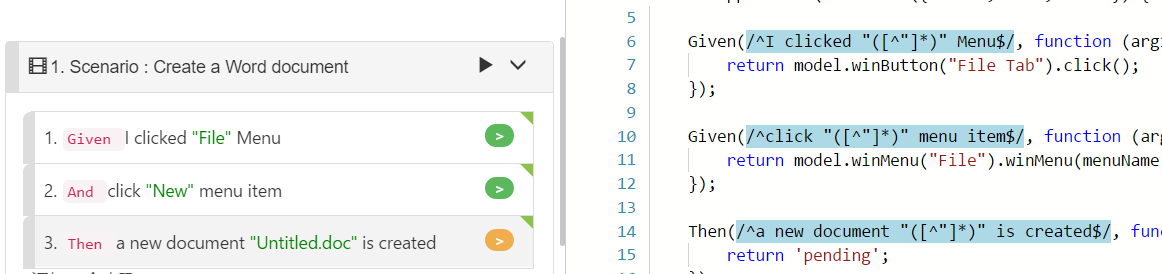 1. Scenario : Create a Word document
1. Given I clicked "File" Menu >
2. And click "New" menu item >
3. Then a new document "Untitled.doc" is created >
5
6 Given(/^I clicked "([^"]*)" Menu$/, function (arg
7 return model.winButton("File Tab").click();
8 });
9
10 Given(/^click "([^"]*)" menu item$/, function (arg
11 return model.winMenu("File").winMenu(menuName
12 });
13
14 Then(/^a new document "([^"]*)" is created$/, fun
15 return 'pending';